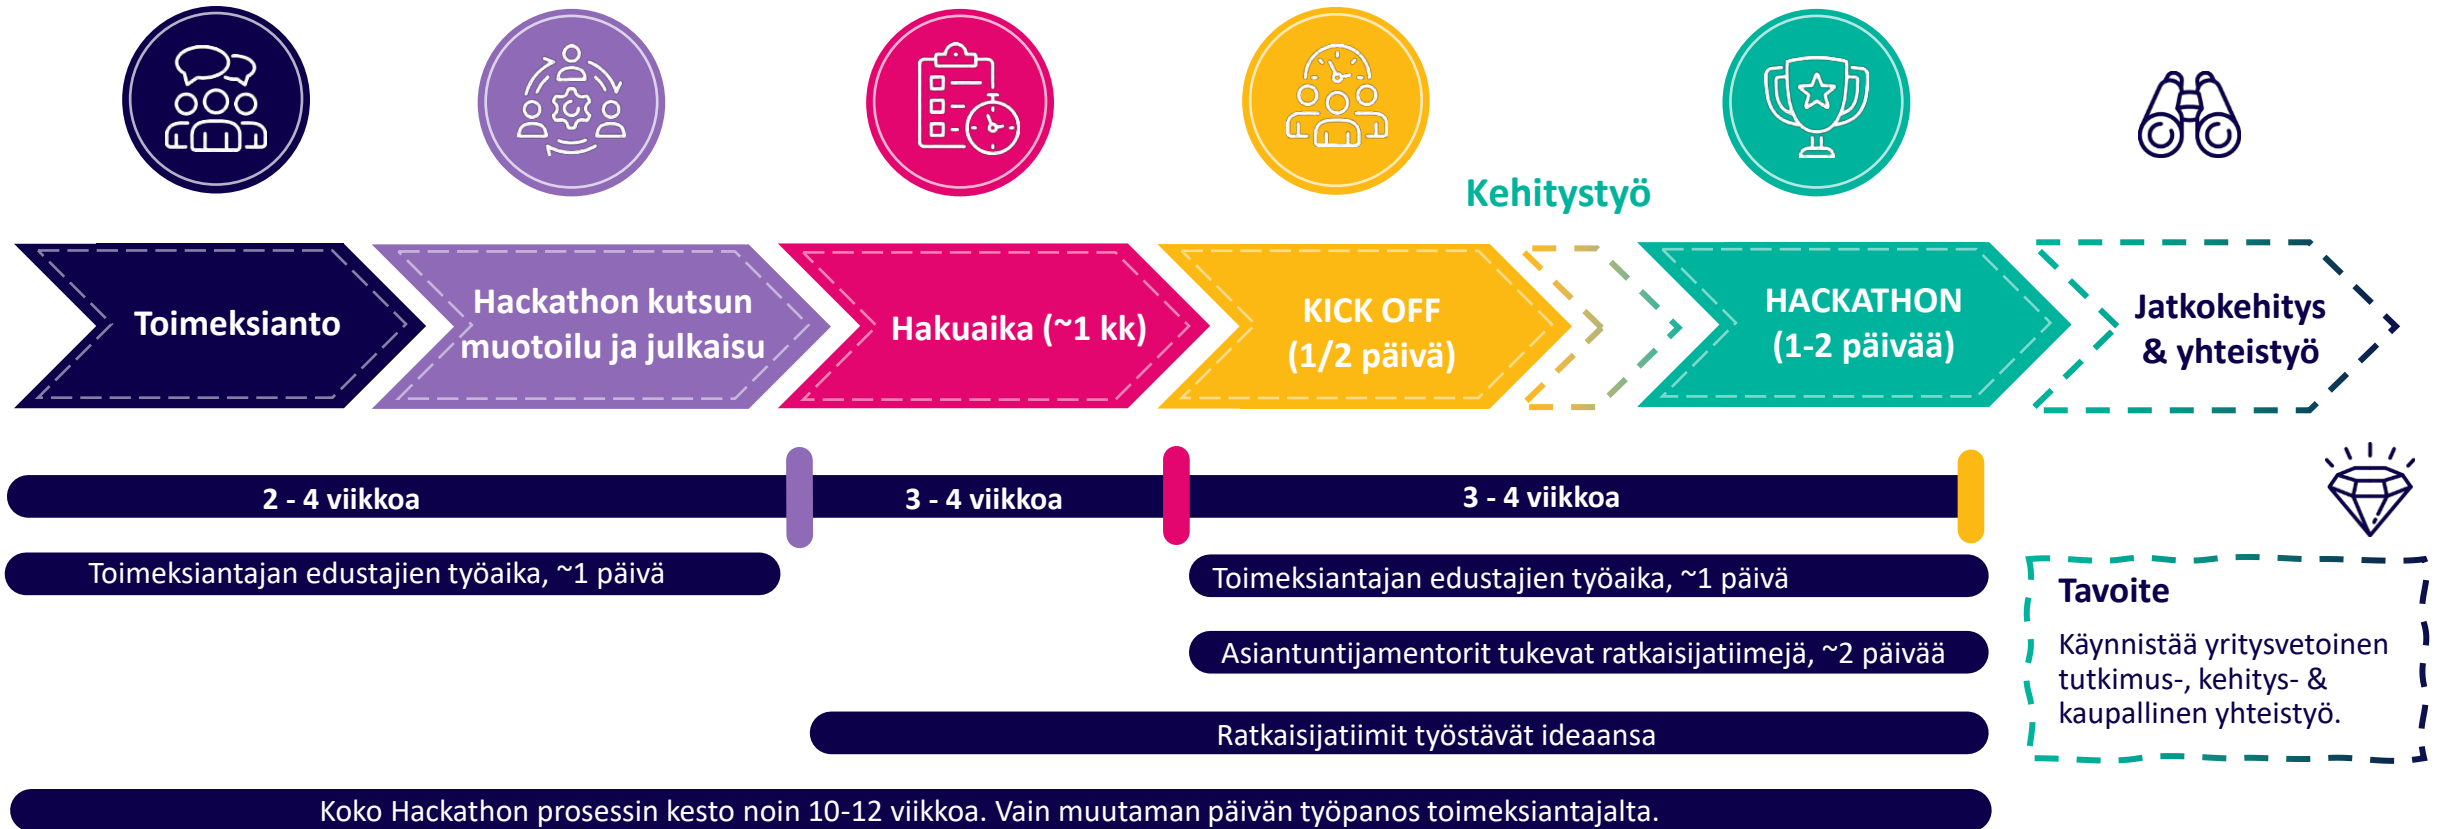 Kehitystyö
Toimeksianto
Hackathon kutsun
muotoilu ja julkaisu
Hakuaika (~1 kk)
KICK OFF
(1/2 päivä)
HACKATHON
(1-2 päivää)
Jatkokehitys
& yhteistyö
2 - 4 viikkoa
3 - 4 viikkoa
3 - 4 viikkoa
Toimeksiantajan edustajien työaika, ~1 päivä
Toimeksiantajan edustajien työaika, ~1 päivä
Asiantuntijamentorit tukevat ratkaisijatiimejä, ~2 päivää
Ratkaisijatiimit työstävät ideaansa
Koko Hackathon prosessin kesto noin 10-12 viikkoa. Vain muutaman päivän työpanos toimeksiantajalta.
Tavoite
Käynnistää yritysvetoinen
tutkimus-, kehitys- &
kaupallinen yhteistyö.